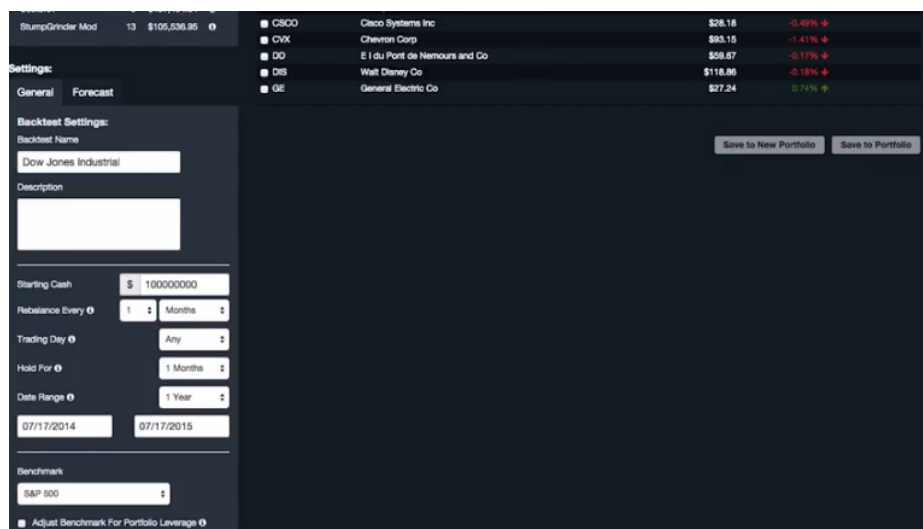 StumpGrinder Mod 13 $105,536.95
CSCO Cisco Systems Inc $28.18 -0.49%
CVX Chevron Corp $93.15 -1.41%
DD E I du Pont de Nemours and Co $59.67 -0.17%
DIS Walt Disney Co $118.86 -0.18%
GE General Electric Co $27.24 0.74%
Settings:
General Forecast
Backtest Settings:
Backtest Name
Dow Jones Industrial
Save to New Portfolio Save to Portfolio
Description
Starting Cash $ 100000000
Rebalance Every 1 Months
Trading Day Any
Hold For 1 Months
Date Range 1 Year
07/17/2014 07/17/2015
Benchmark
S&P 500
Adjust Benchmark For Portfolio Leverage